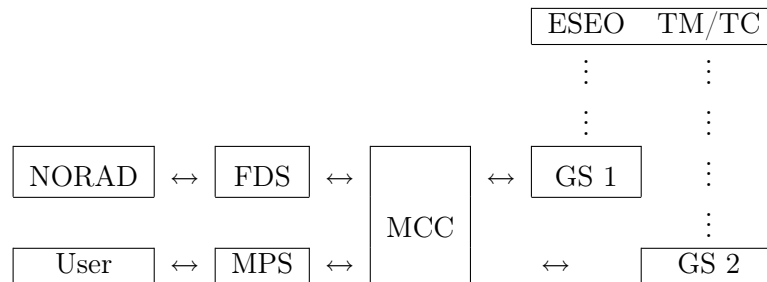 ESEO TM/TC
⋮ ⋮
⋮ ⋮
NORAD ↔ FDS ↔ ↔ GS 1 ⋮
MCC ⋮
User ↔ MPS ↔ ↔ GS 2